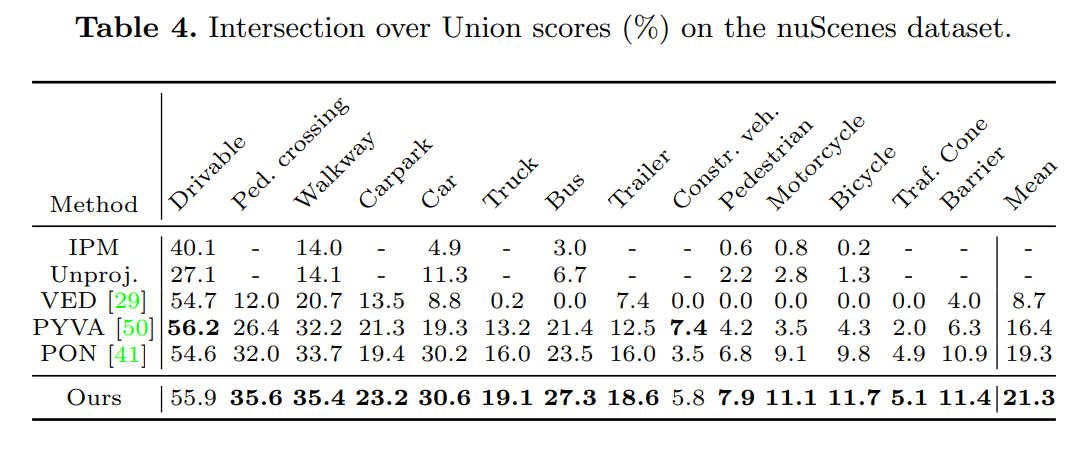 Table 4. Intersection over Union scores (%) on the nuScenes dataset.
Method Drivable Ped. crossing Walkway Carpark Car Truck Bus Trailer Constr. veh. Pedestrian Motorcycle Bicycle Traf. Cone Barrier Mean
IPM 40.1 - 14.0 - 4.9 - 3.0 - - 0.6 0.8 0.2 - - -
Unproj. 27.1 - 14.1 - 11.3 - 6.7 - - 2.2 2.8 1.3 - - -
VED [29] 54.7 12.0 20.7 13.5 8.8 0.2 0.0 7.4 0.0 0.0 0.0 0.0 0.0 4.0 8.7
PYVA [50] 56.2 26.4 32.2 21.3 19.3 13.2 21.4 12.5 7.4 4.2 3.5 4.3 2.0 6.3 16.4
PON [41] 54.6 32.0 33.7 19.4 30.2 16.0 23.5 16.0 3.5 6.8 9.1 9.8 4.9 10.9 19.3
Ours 55.9 35.6 35.4 23.2 30.6 19.1 27.3 18.6 5.8 7.9 11.1 11.7 5.1 11.4 21.3